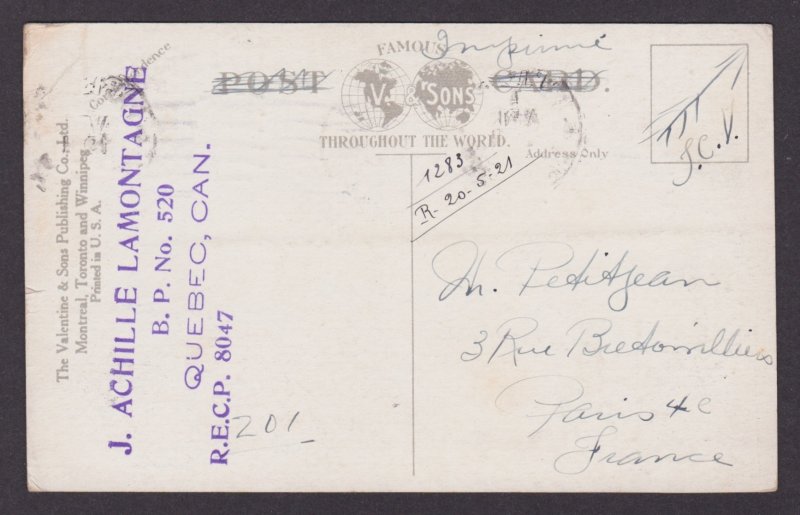 FAMOUS
Imprimé
POST CARD.
V. & SONS
THROUGHOUT THE WORLD.
Correspondence
Address Only
T.C.V.
1283
R- 20-5-21
M. Petitjean
3 Rue Bretonvilliers
Paris 4e
France
The Valentine & Sons Publishing Co., Ltd.
Montreal, Toronto and Winnipeg
Printed in U. S. A.
J. ACHILLE LAMONTAGNE
B. P. No. 520
QUEBEC, CAN.
R.E.C.P. 8047
201